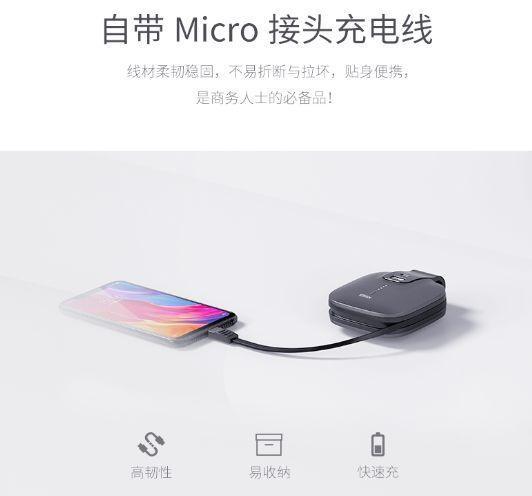 自带 Micro 接头充电线
线材柔韧稳固，不易折断与拉坏，贴身便携，
是商务人士的必备品！
高韧性
易收纳
快速充